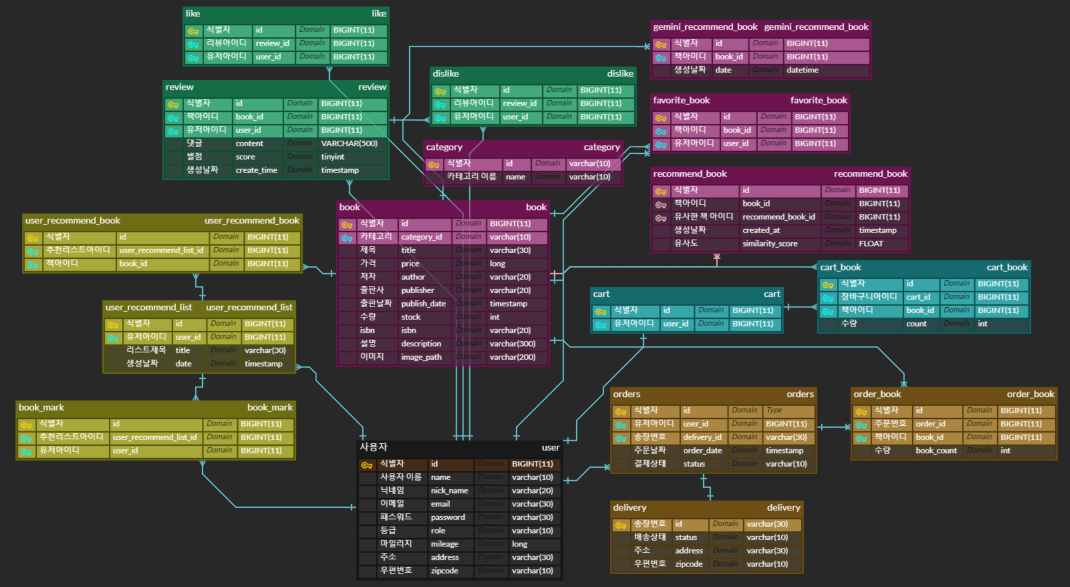 like like
식별자 id Domain BIGINT(11)
리뷰아이디 review_id Domain BIGINT(11)
유저아이디 user_id Domain BIGINT(11)
gemini_recommend_book gemini_recommend_book
식별자 id Domain BIGINT(11)
책아이디 book_id Domain BIGINT(11)
생성날짜 date Domain datetime
review review
식별자 id Domain BIGINT(11)
책아이디 book_id Domain BIGINT(11)
유저아이디 user_id Domain BIGINT(11)
댓글 content Domain VARCHAR(500)
별점 score Domain tinyint
생성날짜 create_time Domain timestamp
dislike dislike
식별자 id Domain BIGINT(11)
리뷰아이디 review_id Domain BIGINT(11)
유저아이디 user_id Domain BIGINT(11)
favorite_book favorite_book
식별자 id Domain BIGINT(11)
책아이디 book_id Domain BIGINT(11)
유저아이디 user_id Domain BIGINT(11)
category category
식별자 id Domain varchar(10)
카테고리 이름 name Domain varchar(10)
recommend_book recommend_book
식별자 id Domain BIGINT(11)
책아이디 book_id Domain BIGINT(11)
유사한 책 아이디 recommend_book_id Domain BIGINT(11)
생성날짜 created_at Domain timestamp
유사도 similarity_score Domain FLOAT
book book
식별자 id Domain BIGINT(11)
카테고리 category_id Domain varchar(10)
제목 title Domain varchar(30)
가격 price Domain long
저자 author Domain varchar(20)
출판사 publisher Domain varchar(20)
출판날짜 publish_date Domain timestamp
수량 stock Domain int
isbn isbn Domain varchar(20)
설명 description Domain varchar(300)
이미지 image_path Domain varchar(200)
user_recommend_book user_recommend_book
식별자 id Domain BIGINT(11)
추천리스트아이디 user_recommend_list_id Domain BIGINT(11)
책아이디 book_id Domain BIGINT(11)
cart_book cart_book
식별자 id Domain BIGINT(11)
장바구니아이디 cart_id Domain BIGINT(11)
책아이디 book_id Domain BIGINT(11)
수량 count Domain int
cart cart
식별자 id Domain BIGINT(11)
유저아이디 user_id Domain BIGINT(11)
user_recommend_list user_recommend_list
식별자 id Domain BIGINT(11)
유저아이디 user_id Domain BIGINT(11)
리스트제목 title Domain varchar(30)
생성날짜 date Domain timestamp
orders orders
식별자 id Domain Type
유저아이디 user_id Domain BIGINT(11)
송장번호 delivery_id Domain varchar(30)
주문날짜 order_date Domain timestamp
결제상태 status Domain varchar(10)
order_book order_book
식별자 id Domain BIGINT(11)
주문번호 order_id Domain BIGINT(11)
책아이디 book_id Domain BIGINT(11)
수량 book_count Domain int
book_mark book_mark
식별자 id Domain BIGINT(11)
추천리스트아이디 user_recommend_list_id Domain BIGINT(11)
유저아이디 user_id Domain BIGINT(11)
사용자 user
식별자 id Domain BIGINT(11)
사용자 이름 name Domain varchar(10)
닉네임 nick_name Domain varchar(20)
이메일 email Domain varchar(30)
패스워드 password Domain varchar(30)
등급 role Domain varchar(10)
마일리지 mileage Domain long
주소 address Domain varchar(30)
우편번호 zipcode Domain varchar(10)
delivery delivery
송장번호 id Domain varchar(30)
배송상태 status Domain varchar(10)
주소 address Domain varchar(30)
우편번호 zipcode Domain varchar(10)